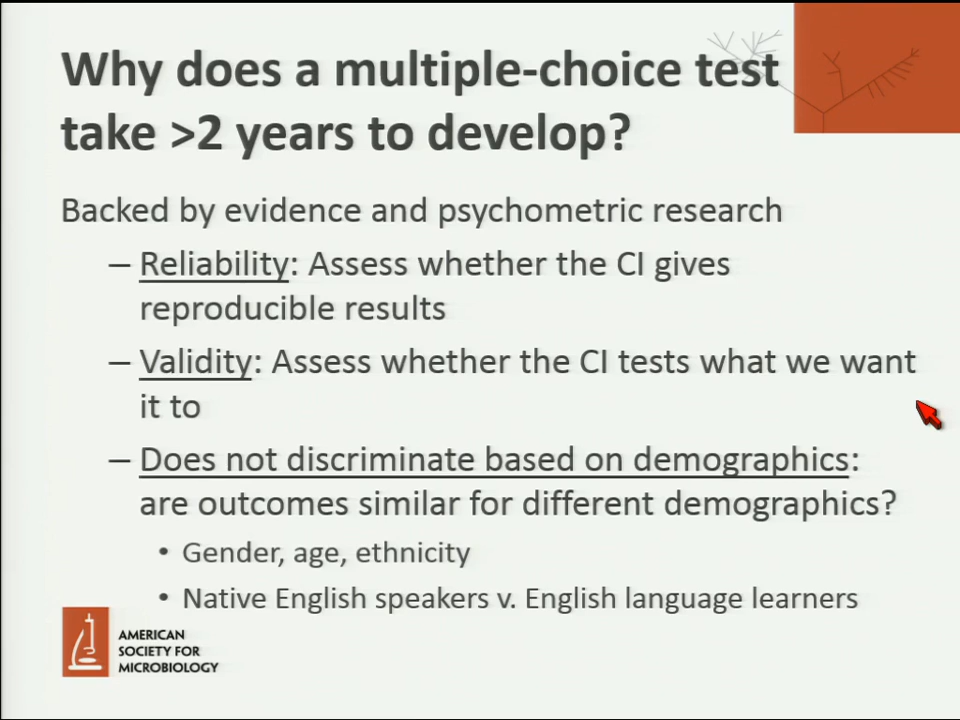 Why does a multiple-choice test
take >2 years to develop?
Backed by evidence and psychometric research
– Reliability: Assess whether the CI gives
reproducible results
– Validity: Assess whether the CI tests what we want
it to
– Does not discriminate based on demographics:
are outcomes similar for different demographics?
• Gender, age, ethnicity
• Native English speakers v. English language learners
AMERICAN
SOCIETY FOR
MICROBIOLOGY